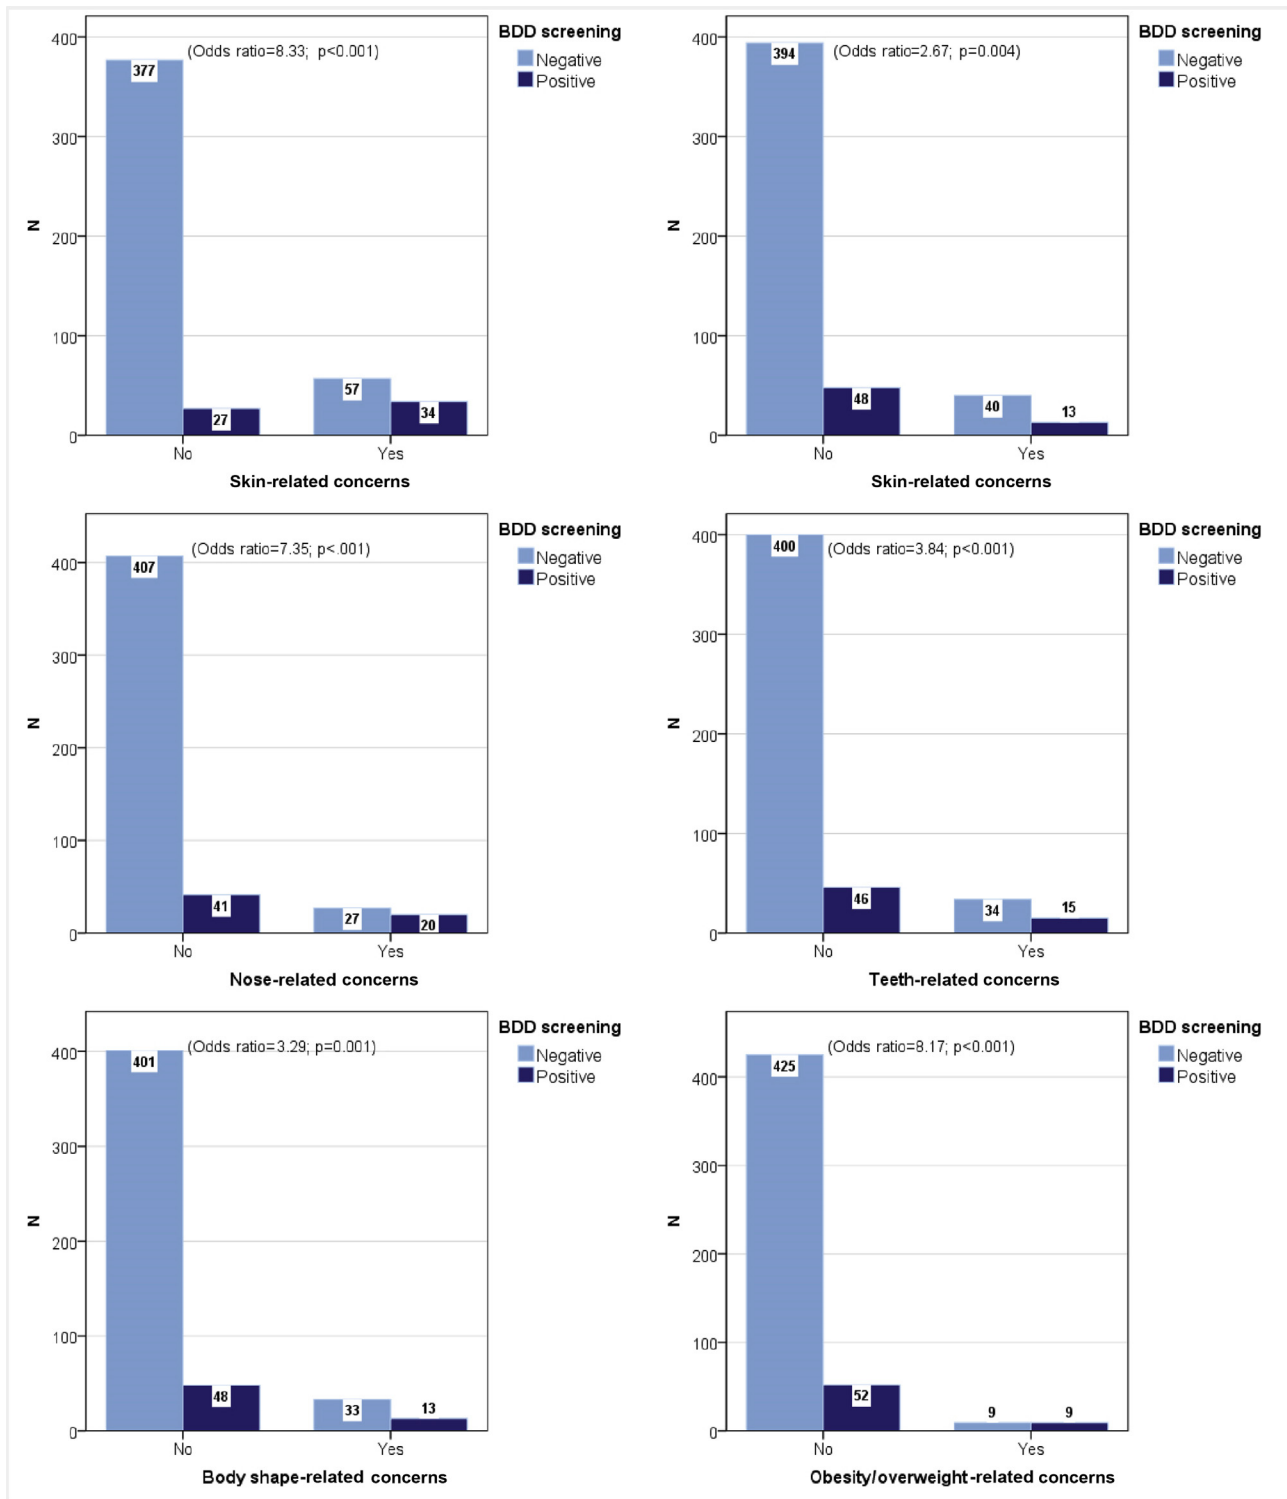 BDD screening
Negative
Positive
(Odds ratio=8.33; p<0.001)
400
300
200
100
0
N
377
27
57
34
No
Yes
Skin-related concerns
BDD screening
Negative
Positive
(Odds ratio=2.67; p=0.004)
400
300
200
100
0
N
394
48
40
13
No
Yes
Skin-related concerns
BDD screening
Negative
Positive
(Odds ratio=7.35; p<.001)
400
300
200
100
0
N
407
41
27
20
No
Yes
Nose-related concerns
BDD screening
Negative
Positive
(Odds ratio=3.84; p<0.001)
400
300
200
100
0
N
400
46
34
15
No
Yes
Teeth-related concerns
BDD screening
Negative
Positive
(Odds ratio=3.29; p=0.001)
400
300
200
100
0
N
401
48
33
13
No
Yes
Body shape-related concerns
BDD screening
Negative
Positive
(Odds ratio=8.17; p<0.001)
400
300
200
100
0
N
425
52
9
9
No
Yes
Obesity/overweight-related concerns